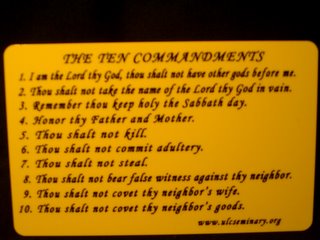 THE TEN COMMANDMENTS
1. I am the Lord thy God, thou shalt not have other gods before me.
2. Thou shalt not take the name of the Lord thy God in vain.
3. Remember thou keep holy the Sabbath day.
4. Honor thy Father and Mother.
5. Thou shalt not kill.
6. Thou shalt not commit adultery.
7. Thou shalt not steal.
8. Thou shalt not bear false witness against thy neighbor.
9. Thou shalt not covet thy neighbor's wife.
10. Thou shalt not covet thy neighbor's goods.
www.ulcseminary.org